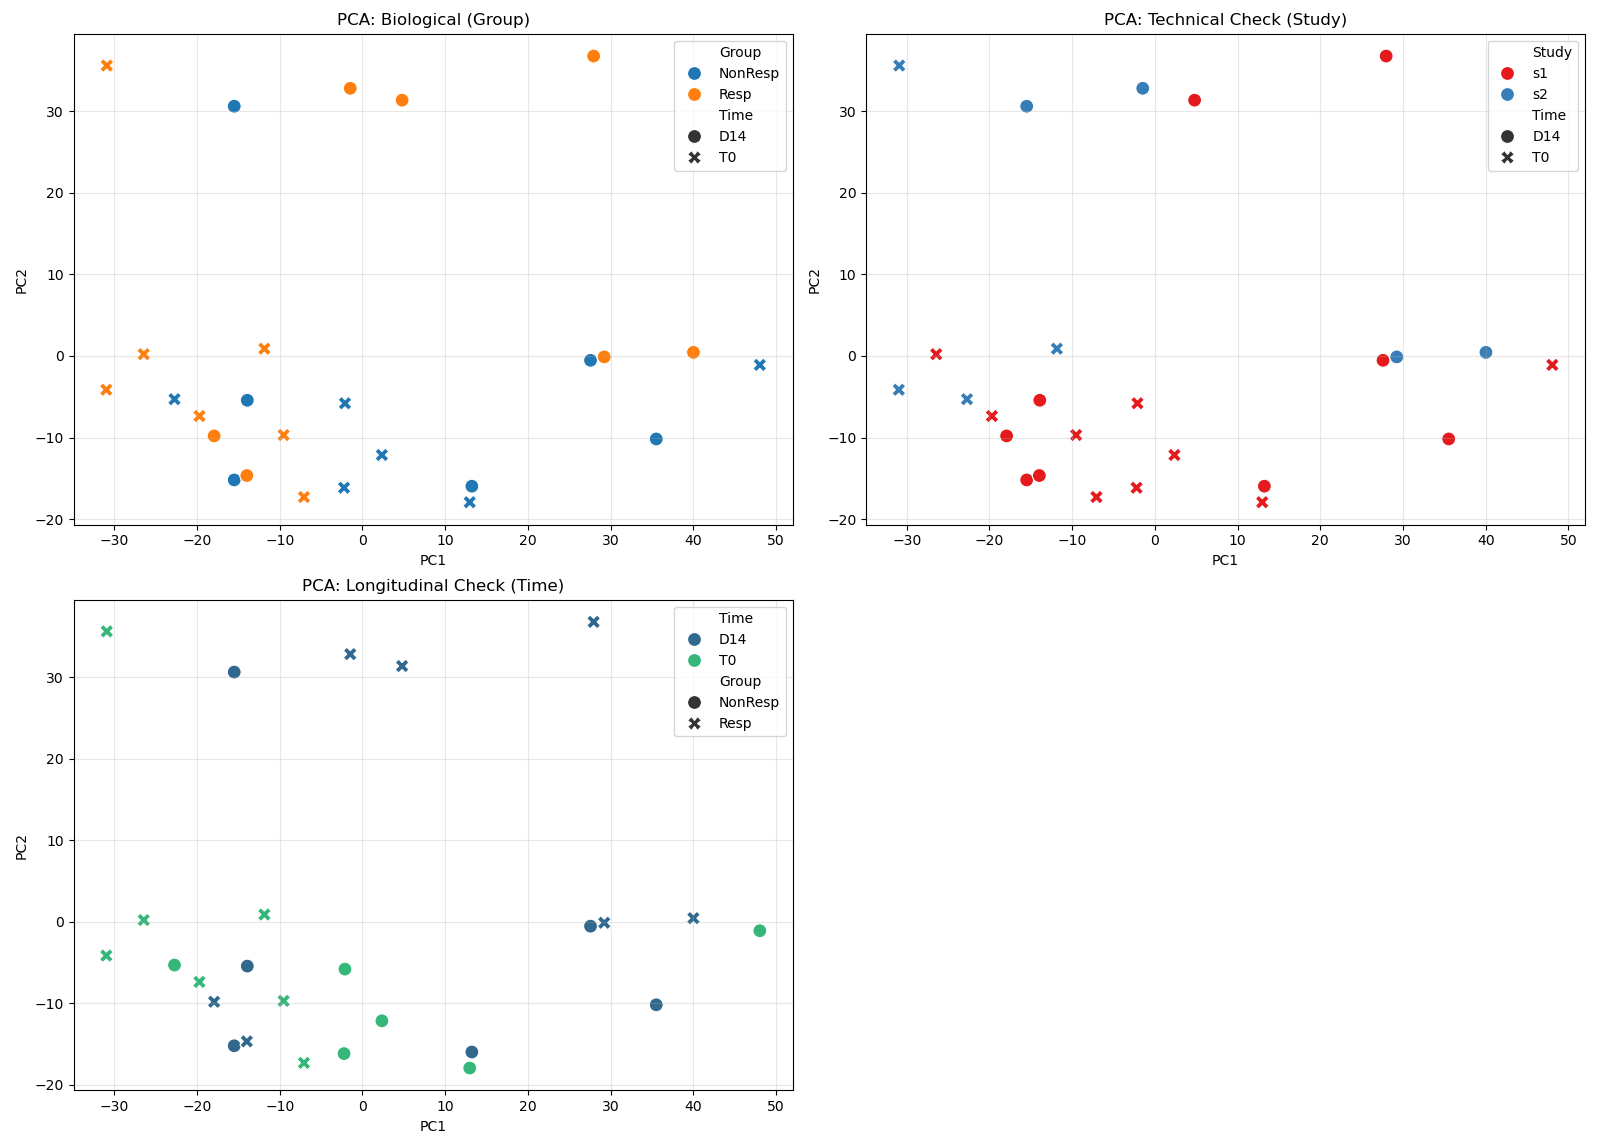 PCA: Biological (Group)
Group
NonResp
Resp
Time
D14
T0
30
20
10
0
−10
−20
PC2
−30
−20
−10
0
10
20
30
40
50
PC1
PCA: Technical Check (Study)
Study
s1
s2
Time
D14
T0
30
20
10
0
−10
−20
PC2
−30
−20
−10
0
10
20
30
40
50
PC1
PCA: Longitudinal Check (Time)
Time
D14
T0
Group
NonResp
Resp
30
20
10
0
−10
−20
PC2
−30
−20
−10
0
10
20
30
40
50
PC1